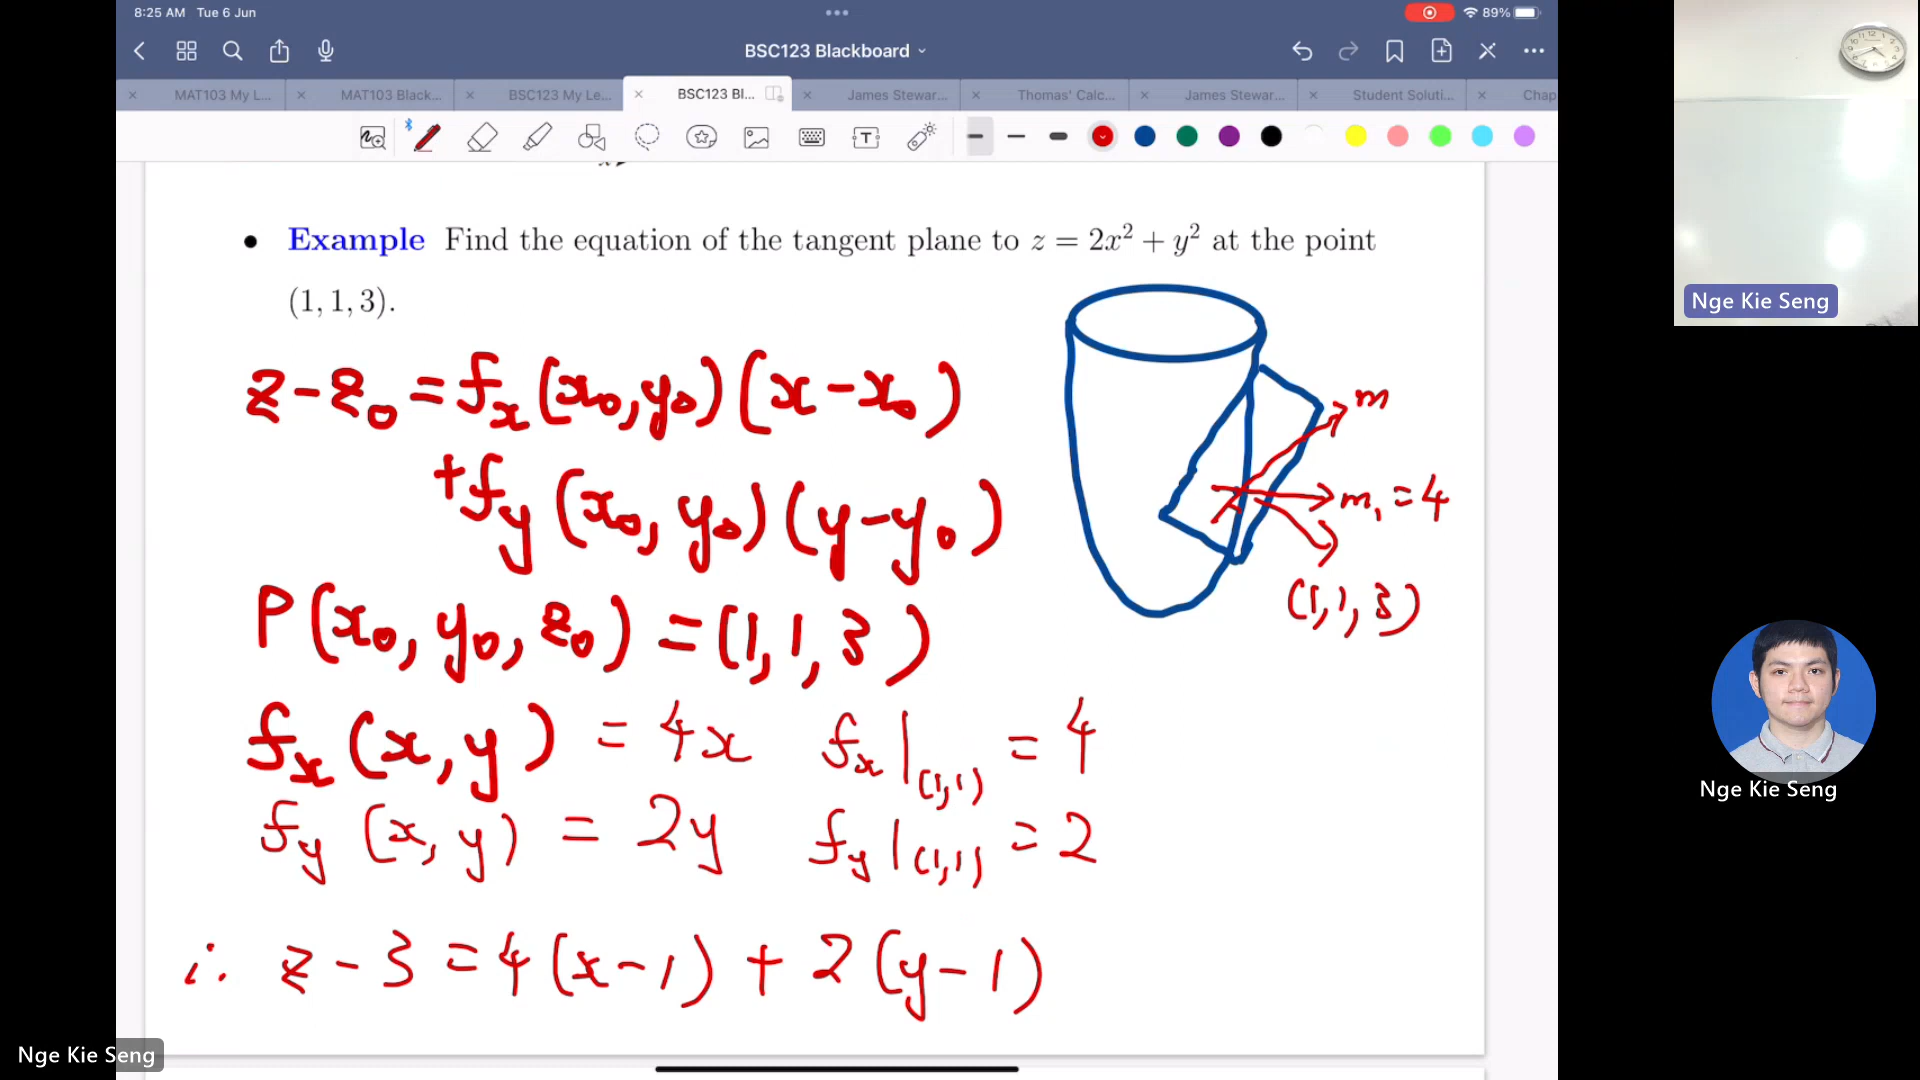 8:25 AM Tue 6 Jun
89%
BSC123 Blackboard
MAT103 My L...
MAT103 Black...
BSC123 My Le...
BSC123 Bl...
James Stewar...
Thomas' Calc...
James Stewar...
Student Soluti...
Chap
• Example Find the equation of the tangent plane to z = 2x² + y² at the point
(1, 1, 3).
z - z₀ = fₓ(x₀, y₀)(x - x₀)
+ f_y(x₀, y₀)(y - y₀)
P(x₀, y₀, z₀) = (1, 1, 3)
fₓ(x, y) = 4x fₓ|(1,1) = 4
f_y(x, y) = 2y f_y|(1,1) = 2
∴ z - 3 = 4(x - 1) + 2(y - 1)
m
m₁ = 4
(1, 1, 3)
Nge Kie Seng
Nge Kie Seng
Nge Kie Seng